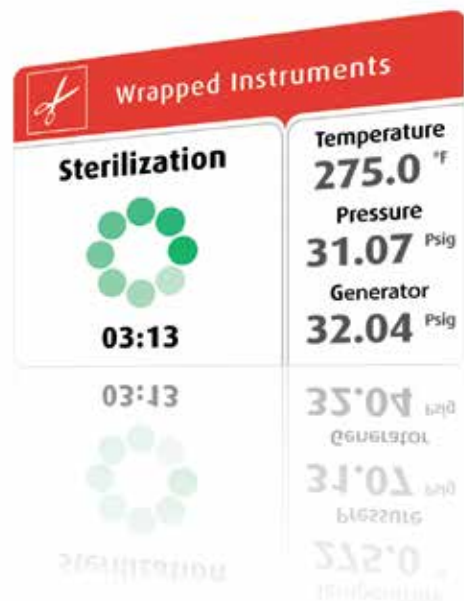 Wrapped Instruments
Sterilization
03:13
Temperature
275.0 °F
Pressure
31.07 Psig
Generator
32.04 Psig